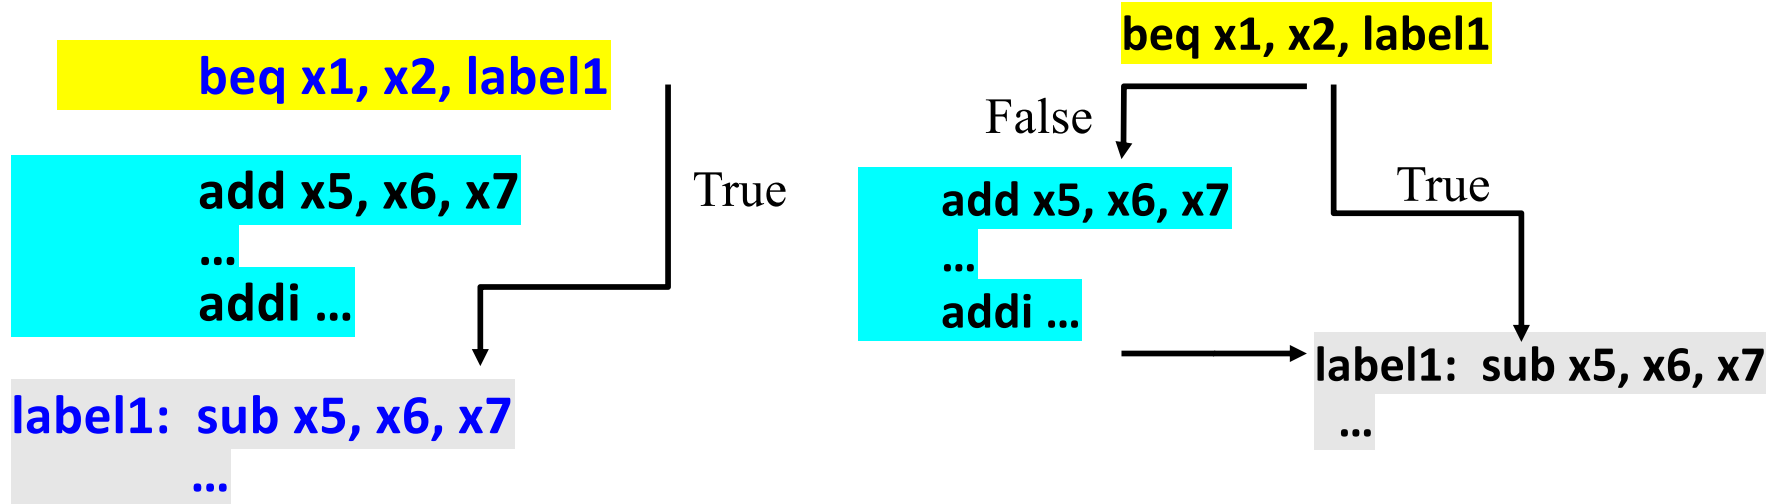 beq x1, x2, label1
add x5, x6, x7
...
addi ...
label1: sub x5, x6, x7
...
True
beq x1, x2, label1
False
True
add x5, x6, x7
...
addi ...
label1: sub x5, x6, x7
...